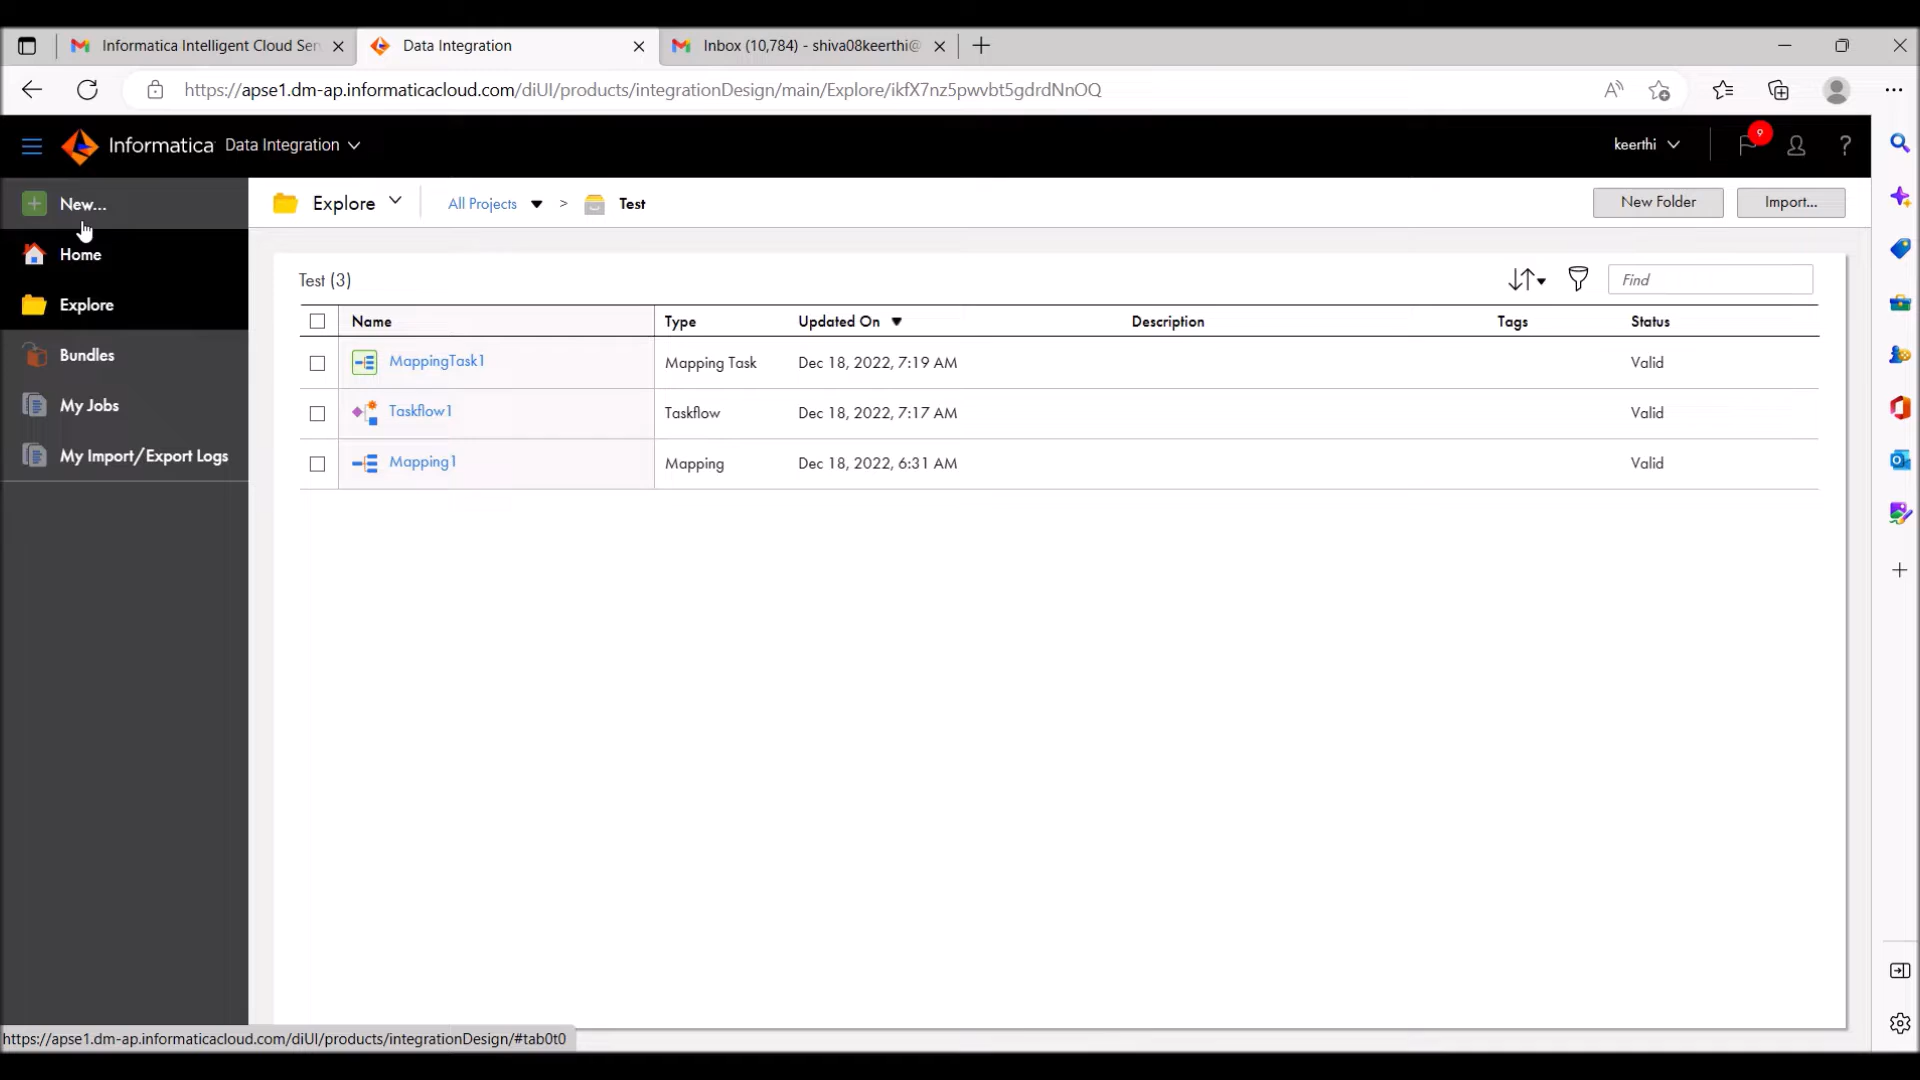 Informatica Intelligent Cloud Ser
Data Integration
Inbox (10,784) - shiva08keerthi@
https://apse1.dm-ap.informaticacloud.com/diUI/products/integrationDesign/main/Explore/ikfX7nz5pwvbt5gdrdNnOQ
Informatica Data Integration
keerthi
9
?
New...
Home
Explore
Bundles
My Jobs
My Import/Export Logs
Explore
All Projects > Test
New Folder
Import...
Test (3)
Find
Name Type Updated On Description Tags Status
MappingTask1 Mapping Task Dec 18, 2022, 7:19 AM Valid
Taskflow1 Taskflow Dec 18, 2022, 7:17 AM Valid
Mapping1 Mapping Dec 18, 2022, 6:31 AM Valid
https://apse1.dm-ap.informaticacloud.com/diUI/products/integrationDesign/#tab0t0